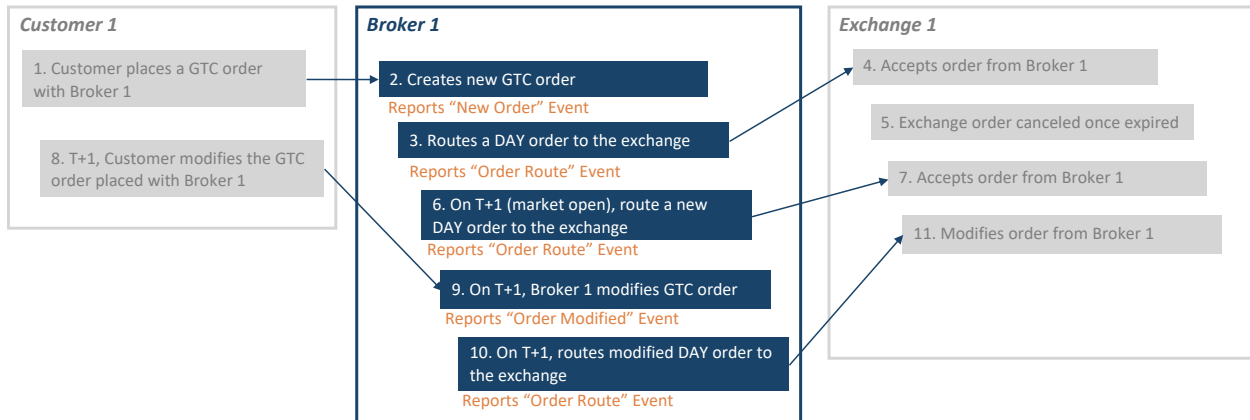 Customer 1
1. Customer places a GTC order
with Broker 1
8. T+1, Customer modifies the GTC
order placed with Broker 1
Broker 1
2. Creates new GTC order
Reports “New Order” Event
3. Routes a DAY order to the exchange
Reports “Order Route” Event
6. On T+1 (market open), route a new
DAY order to the exchange
Reports “Order Route” Event
9. On T+1, Broker 1 modifies GTC order
Reports “Order Modified” Event
10. On T+1, routes modified DAY order to
the exchange
Reports “Order Route” Event
Exchange 1
4. Accepts order from Broker 1
5. Exchange order canceled once expired
7. Accepts order from Broker 1
11. Modifies order from Broker 1